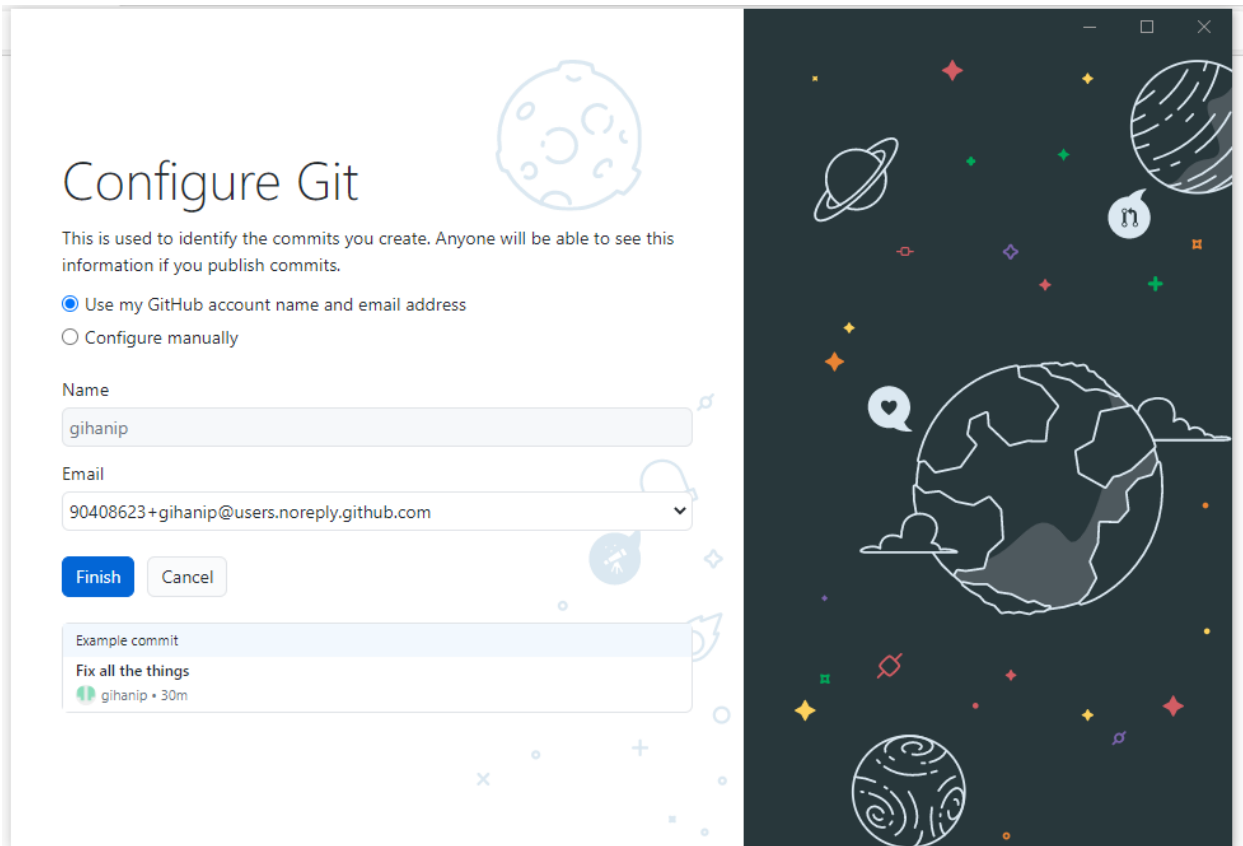 Configure Git
This is used to identify the commits you create. Anyone will be able to see this
information if you publish commits.
Use my GitHub account name and email address
Configure manually
Name
gihanip
Email
90408623+gihanip@users.noreply.github.com
Finish Cancel
Example commit
Fix all the things
gihanip • 30m